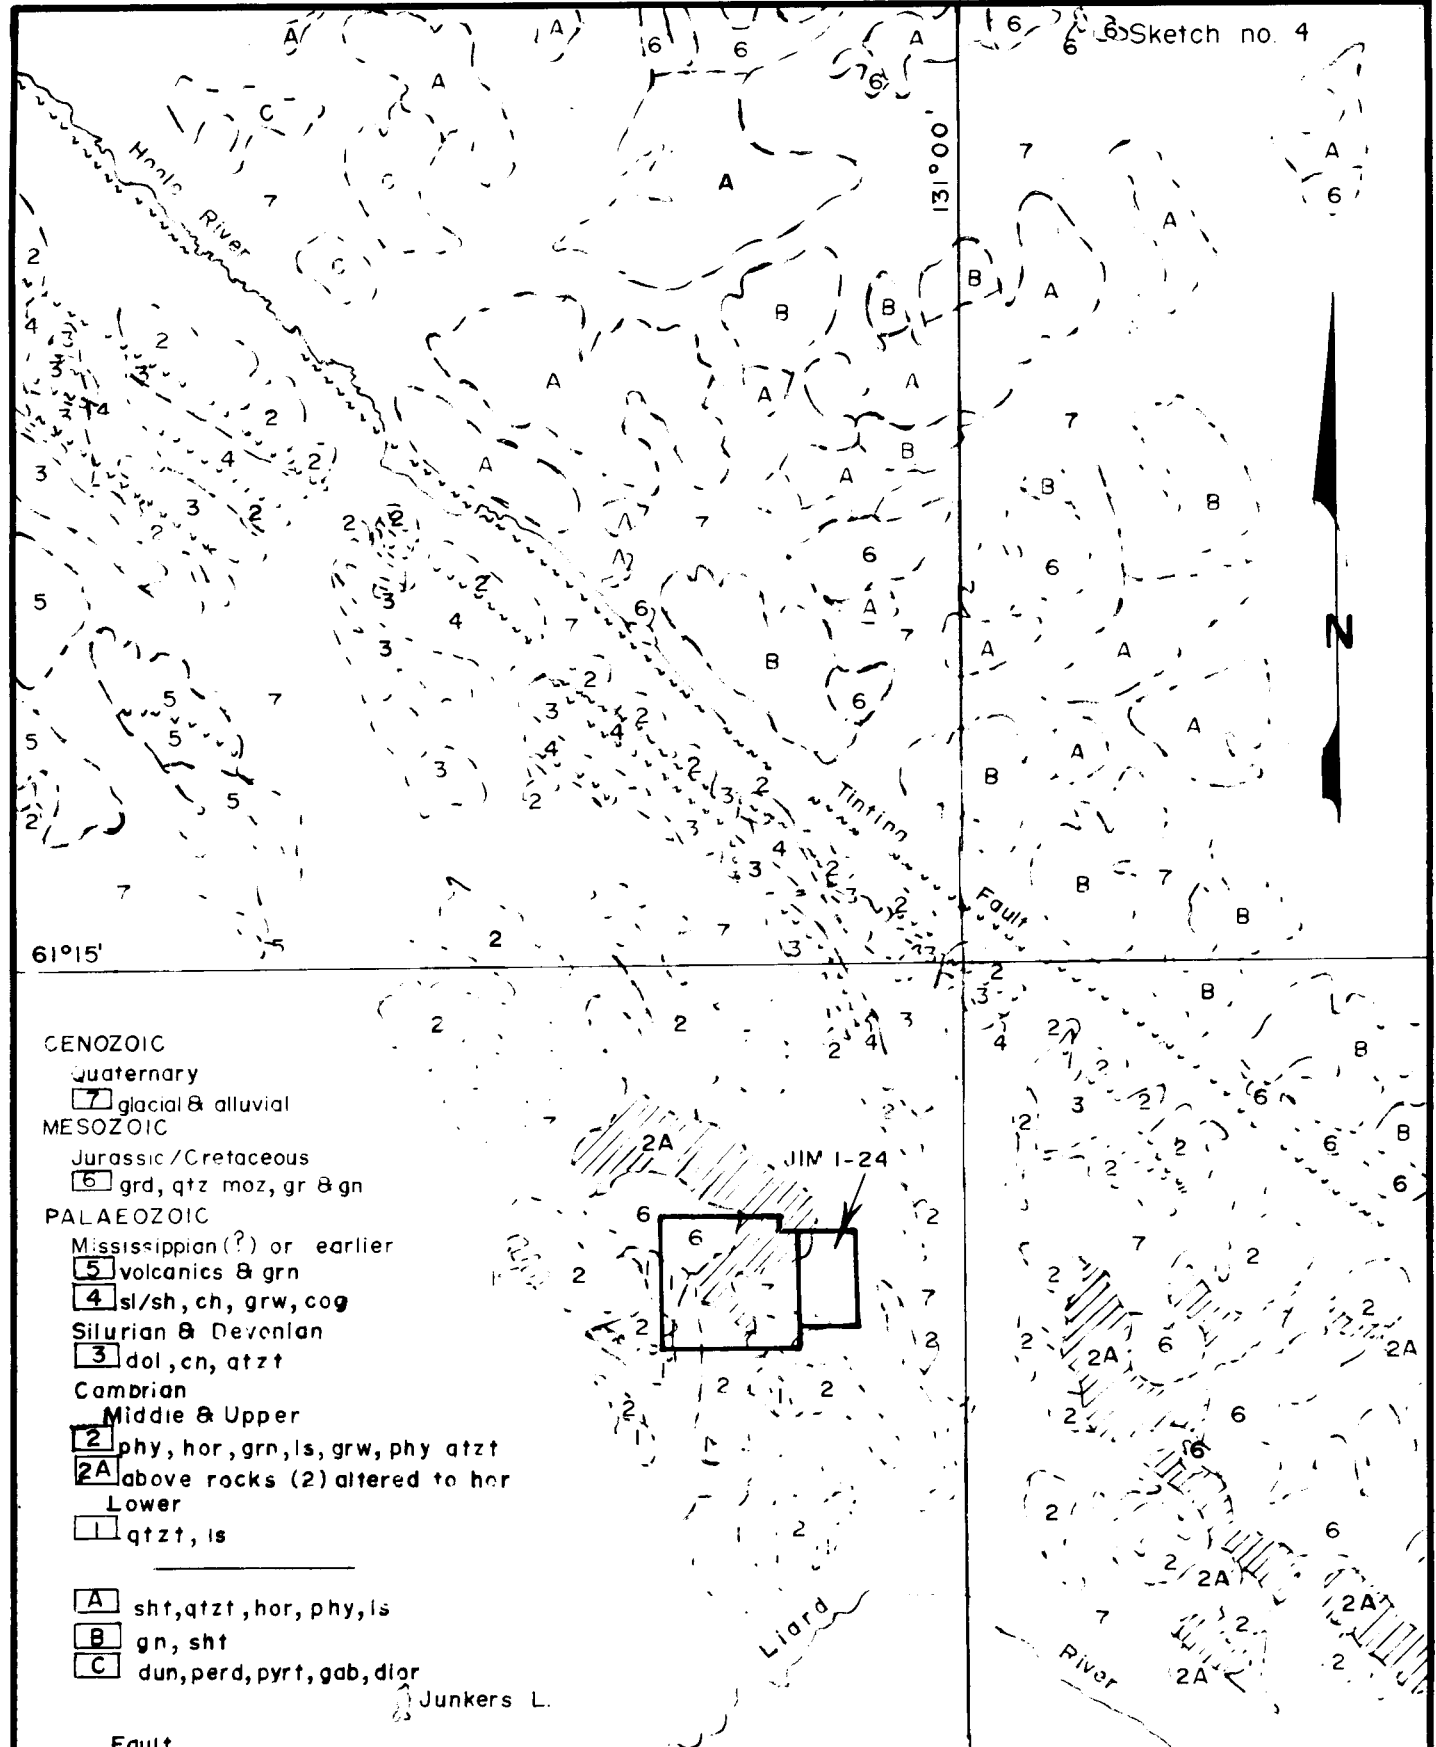 Sketch no. 4
131°00'
Hoole River
N
Tintina Fault
61°15'
CENOZOIC
Quaternary
7 glacial & alluvial
MESOZOIC
Jurassic/Cretaceous
6 grd, qtz moz, gr & gn
PALAEOZOIC
Mississippian(?) or earlier
5 volcanics & grn
4 sl/sh, ch, grw, cog
Silurian & Devonian
3 dol, cn, qtzt
Cambrian
Middle & Upper
2 phy, hor, grn, ls, grw, phy qtzt
2A above rocks (2) altered to hor
Lower
1 qtzt, ls
A sht, qtzt, hor, phy, ls
B gn, sht
C dun, perd, pyrt, gab, dior
JIM 1-24
2A
Junkers L.
Liard River
Fault